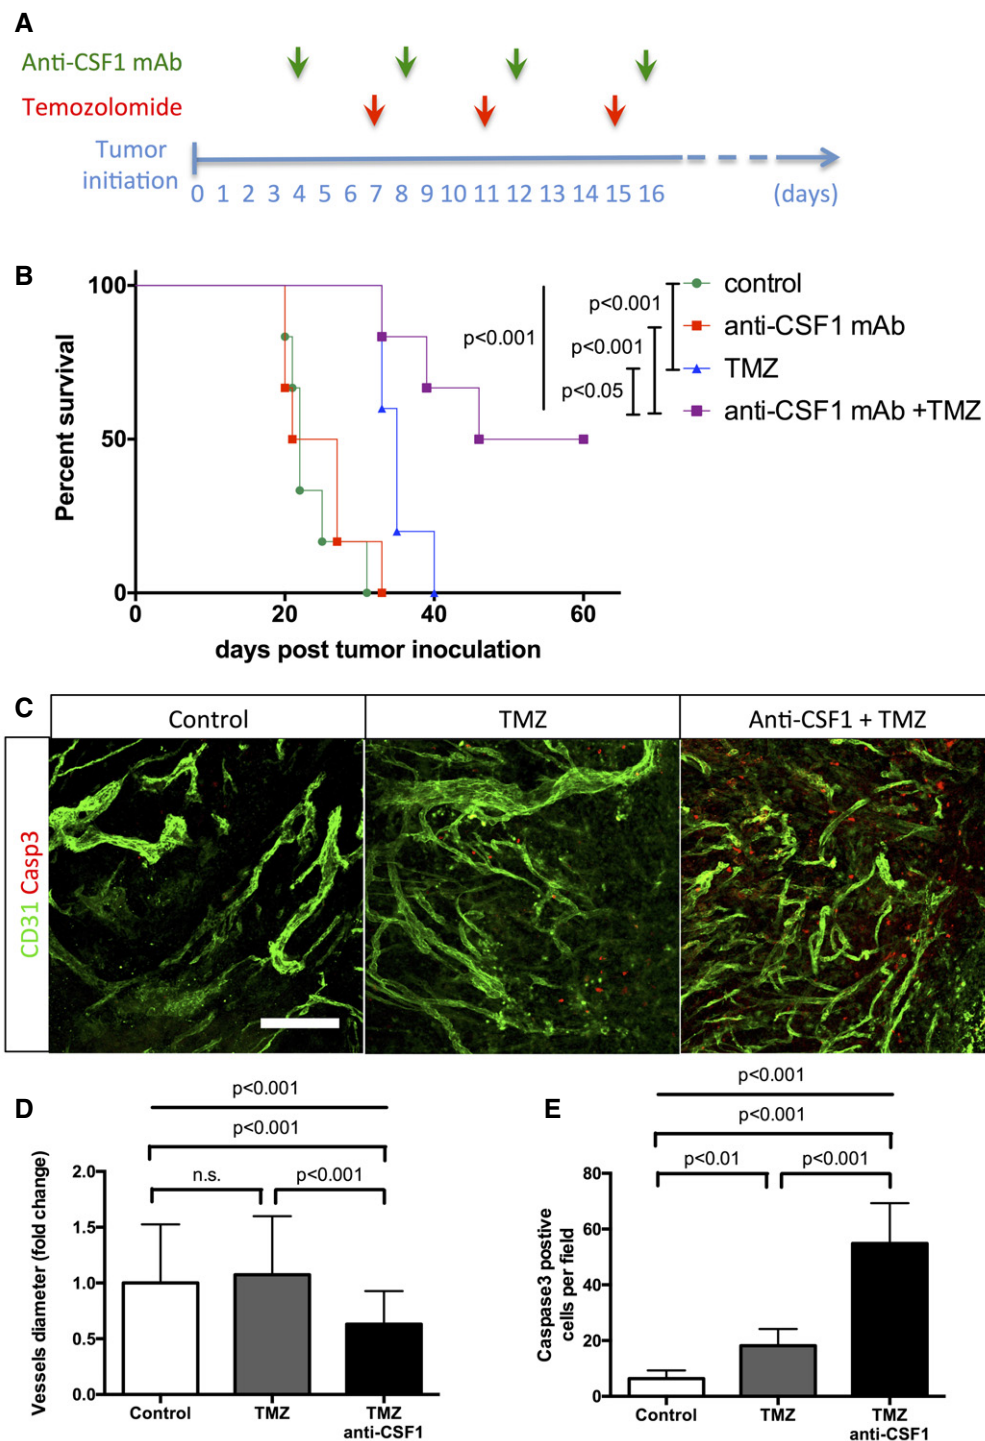 A
Anti-CSF1 mAb
Temozolomide
Tumor
initiation
0 1 2 3 4 5 6 7 8 9 10 11 12 13 14 15 16 (days)
B
Percent survival
100
50
0
0 20 40 60
days post tumor inoculation
p<0.001
p<0.001
p<0.001
p<0.05
control
anti-CSF1 mAb
TMZ
anti-CSF1 mAb +TMZ
C
Control TMZ Anti-CSF1 + TMZ
CD31 Casp3
D
p<0.001
p<0.001
n.s. p<0.001
Vessels diameter (fold change)
2.0
1.5
1.0
0.5
0.0
Control TMZ TMZ
anti-CSF1
E
p<0.001
p<0.001
p<0.01 p<0.001
Caspase3 postive
cells per field
80
60
40
20
0
Control TMZ TMZ
anti-CSF1